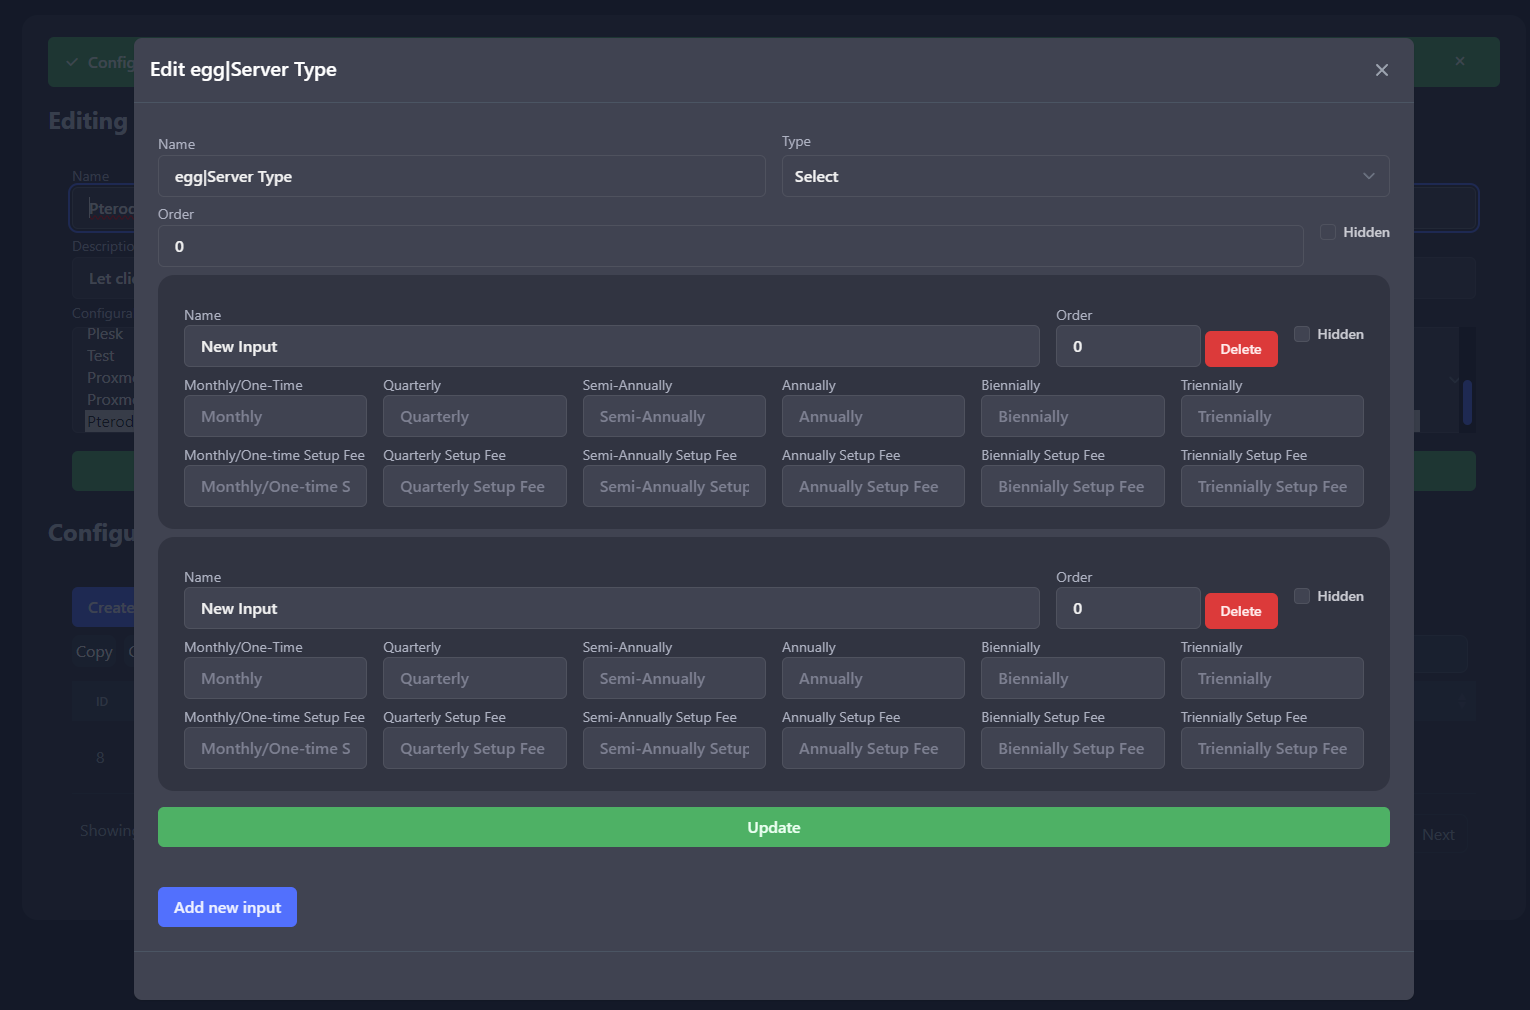 Config
Edit egg|Server Type
Editing
Name
egg|Server Type
Type
Select
Name
Pterod
Order
0
Hidden
Descriptio
Let clie
Configura
Plesk
Test
Proxm
Proxm
Pterod
Name
New Input
Order
0
Delete
Hidden
Monthly/One-Time
Quarterly
Semi-Annually
Annually
Biennially
Triennially
Monthly
Quarterly
Semi-Annually
Annually
Biennially
Triennially
Monthly/One-time Setup Fee
Quarterly Setup Fee
Semi-Annually Setup Fee
Annually Setup Fee
Biennially Setup Fee
Triennially Setup Fee
Monthly/One-time S
Quarterly Setup Fee
Semi-Annually Setup
Annually Setup Fee
Biennially Setup Fee
Triennially Setup Fee
Configu
Name
New Input
Order
0
Delete
Hidden
Create
Copy
Monthly/One-Time
Quarterly
Semi-Annually
Annually
Biennially
Triennially
Monthly
Quarterly
Semi-Annually
Annually
Biennially
Triennially
ID
Monthly/One-time Setup Fee
Quarterly Setup Fee
Semi-Annually Setup Fee
Annually Setup Fee
Biennially Setup Fee
Triennially Setup Fee
Monthly/One-time S
Quarterly Setup Fee
Semi-Annually Setup
Annually Setup Fee
Biennially Setup Fee
Triennially Setup Fee
8
Update
Showing
Next
Add new input